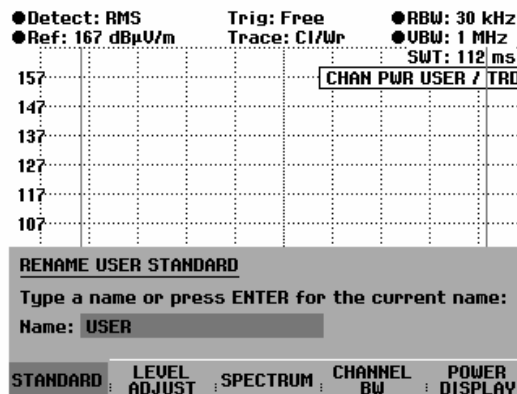 Detect: RMS Trig: Free RBW: 30 kHz
Ref: 167 dBµV/m Trace: Cl/Wr VBW: 1 MHz
SWT: 112 ms
157 CHAN PWR USER / TRD
147
137
127
117
107
RENAME USER STANDARD
Type a name or press ENTER for the current name:
Name: USER
STANDARD LEVEL ADJUST SPECTRUM CHANNEL BW POWER DISPLAY